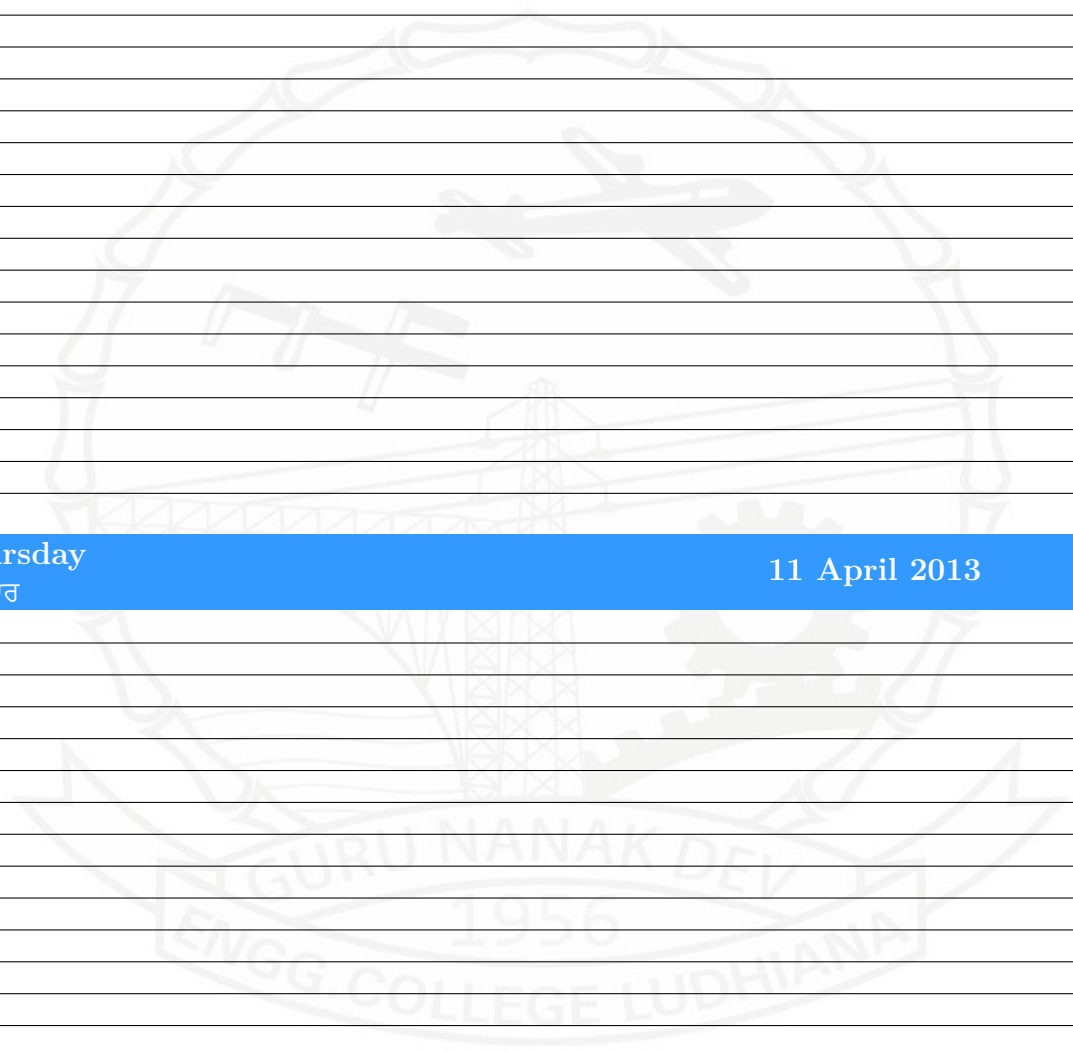 rsday
11 April 2013
ਾਰ
GURU NANAK DEV
1956
ENGG. COLLEGE LUDHIANA